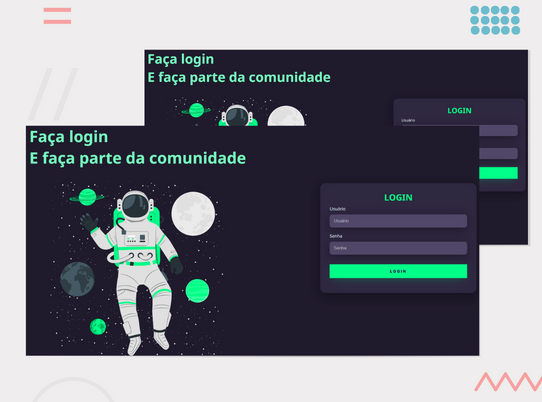 Faça login
E faça parte da comunidade
LOGIN
Usuário
Faça login
E faça parte da comunidade
LOGIN
Usuário
Usuário
Senha
Senha
LOGIN